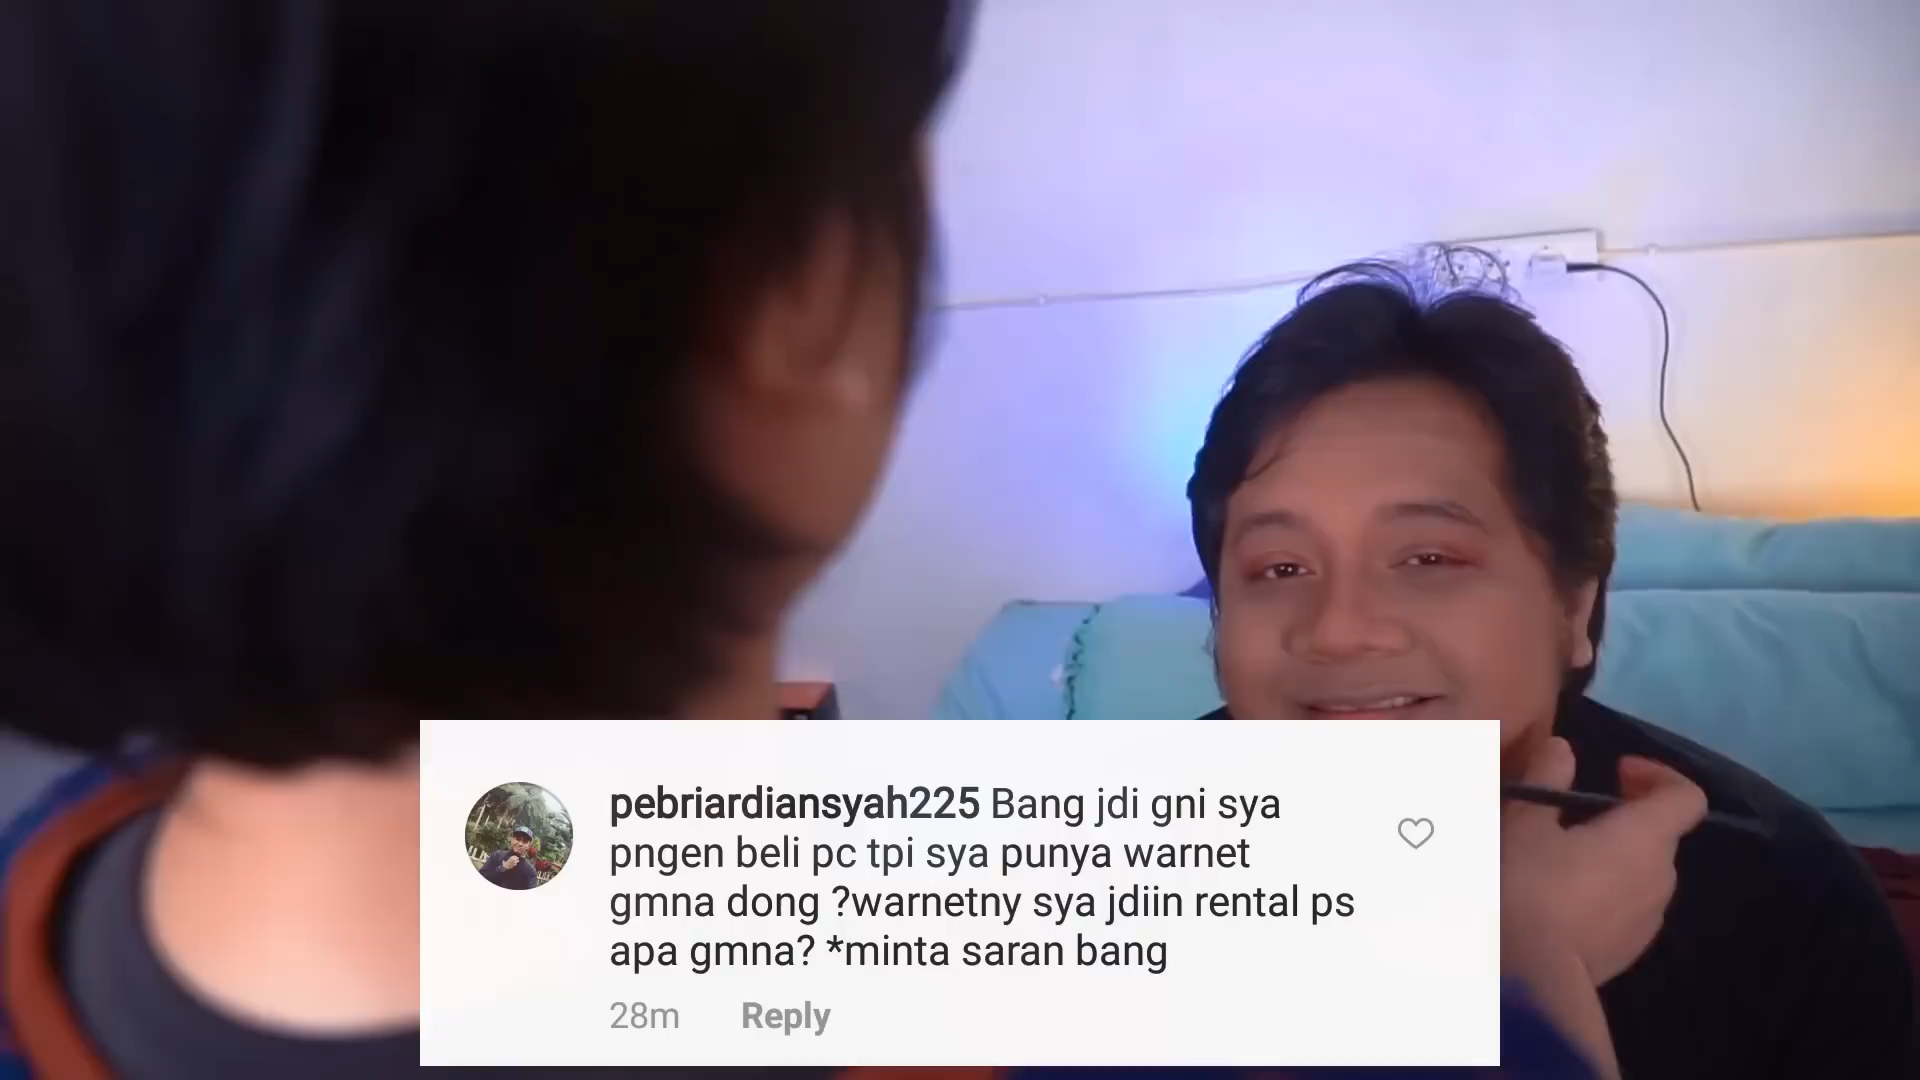 pebriardiansyah225 Bang jdi gni sya
pngen beli pc tpi sya punya warnet
gmna dong ?warnetny sya jdiin rental ps
apa gmna? *minta saran bang
28m Reply